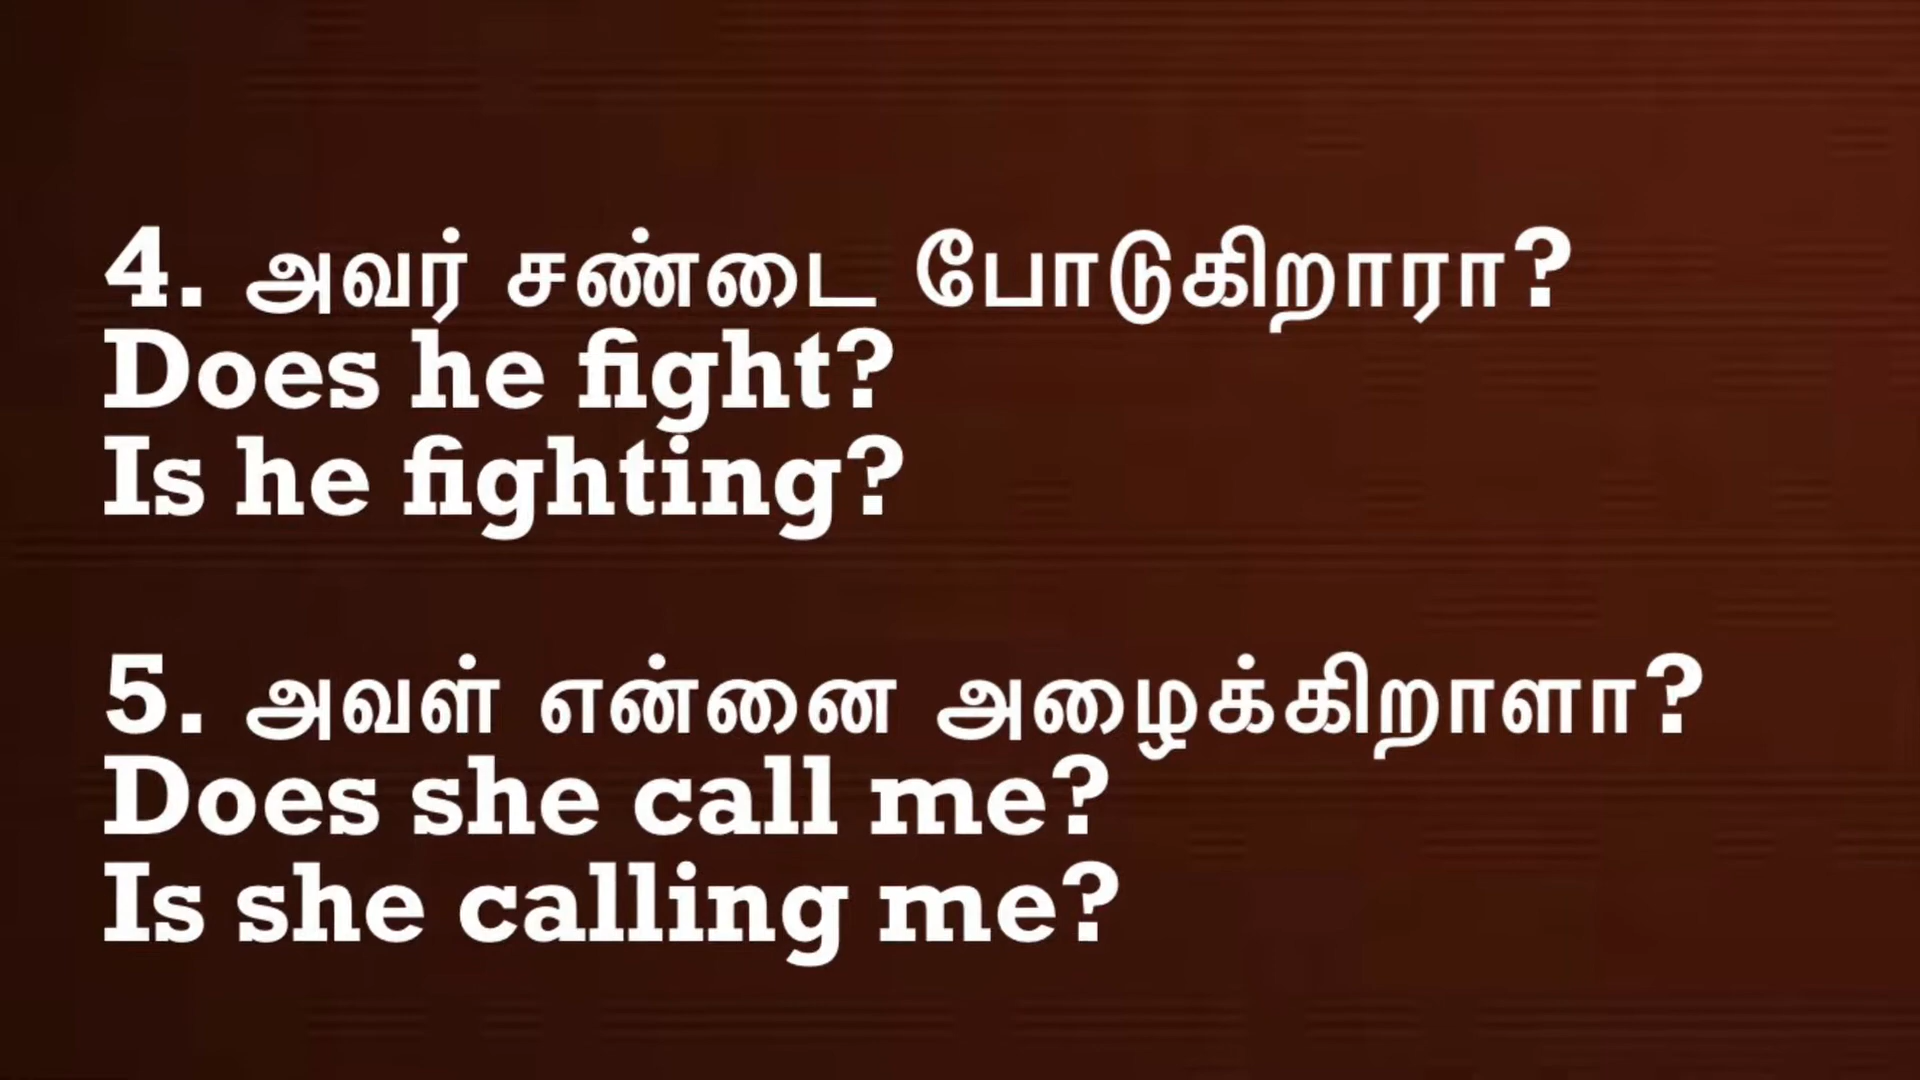 4. அவர் சண்டை போடுகிறாரா?
Does he fight?
Is he fighting?
5. அவள் என்னை அழைக்கிறாளா?
Does she call me?
Is she calling me?